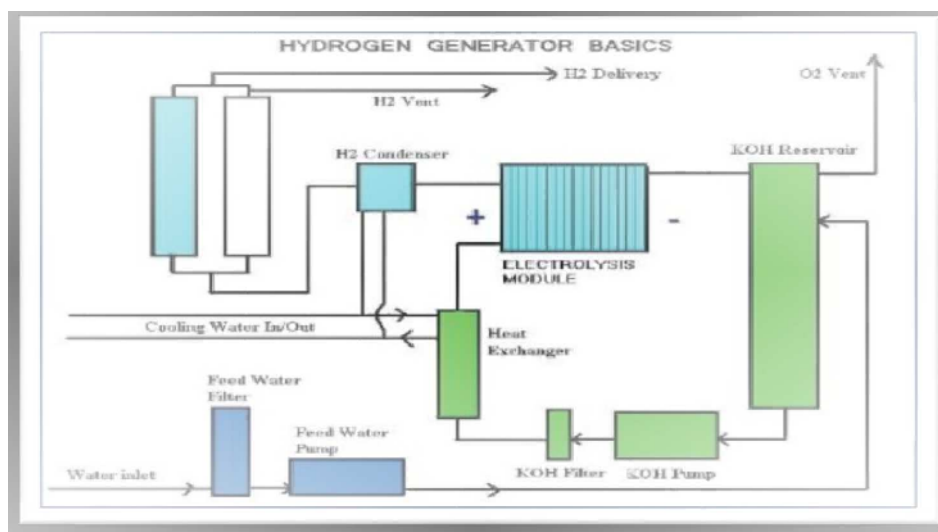 HYDROGEN GENERATOR BASICS
H2 Delivery
O2 Vent
H2 Vent
H2 Condenser
KOH Reservoir
+
-
ELECTROLYSIS
MODULE
Cooling Water In/Out
Heat
Exchanger
Feed Water
Filter
Feed Water
Pump
Water inlet
KOH Filter
KOH Pump